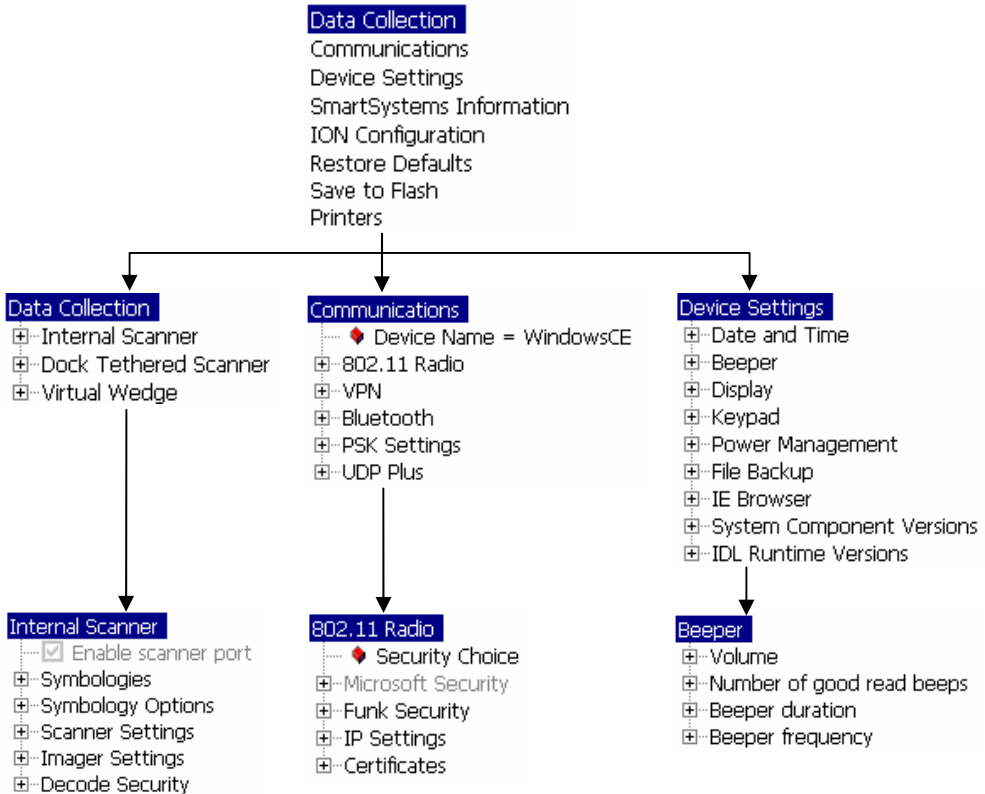 Data Collection
Communications
Device Settings
SmartSystems Information
ION Configuration
Restore Defaults
Save to Flash
Printers
Data Collection
Internal Scanner
Dock Tethered Scanner
Virtual Wedge
Communications
Device Name = WindowsCE
802.11 Radio
VPN
Bluetooth
PSK Settings
UDP Plus
Device Settings
Date and Time
Beeper
Display
Keypad
Power Management
File Backup
IE Browser
System Component Versions
IDL Runtime Versions
Internal Scanner
Enable scanner port
Symbologies
Symbology Options
Scanner Settings
Imager Settings
Decode Security
802.11 Radio
Security Choice
Microsoft Security
Funk Security
IP Settings
Certificates
Beeper
Volume
Number of good read beeps
Beeper duration
Beeper frequency